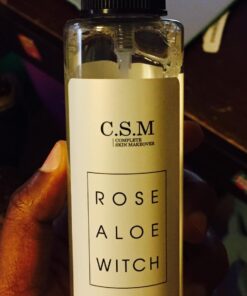 C.S.M
COMPLETE
SKIN MAKEOVER
ROSE
ALOE
WITCH